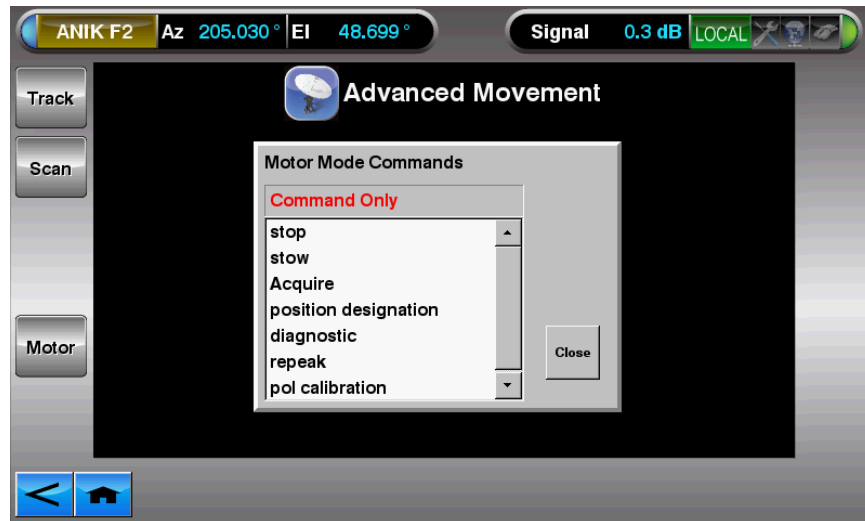 ANIK F2 Az 205.030 ° El 48.699 ° Signal 0.3 dB LOCAL
Advanced Movement
Track
Scan
Motor
Motor Mode Commands
Command Only
stop
stow
Acquire
position designation
diagnostic
repeak
pol calibration
Close
<